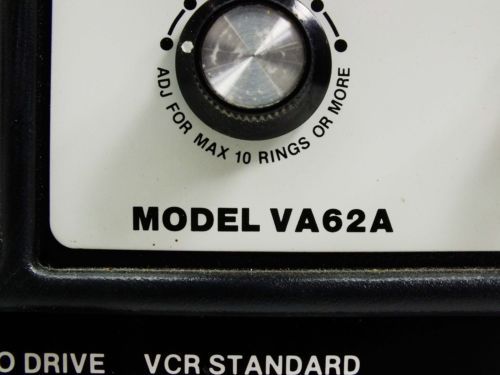 ADJ FOR MAX 10 RINGS OR MORE
MODEL VA62A
O DRIVE VCR STANDARD